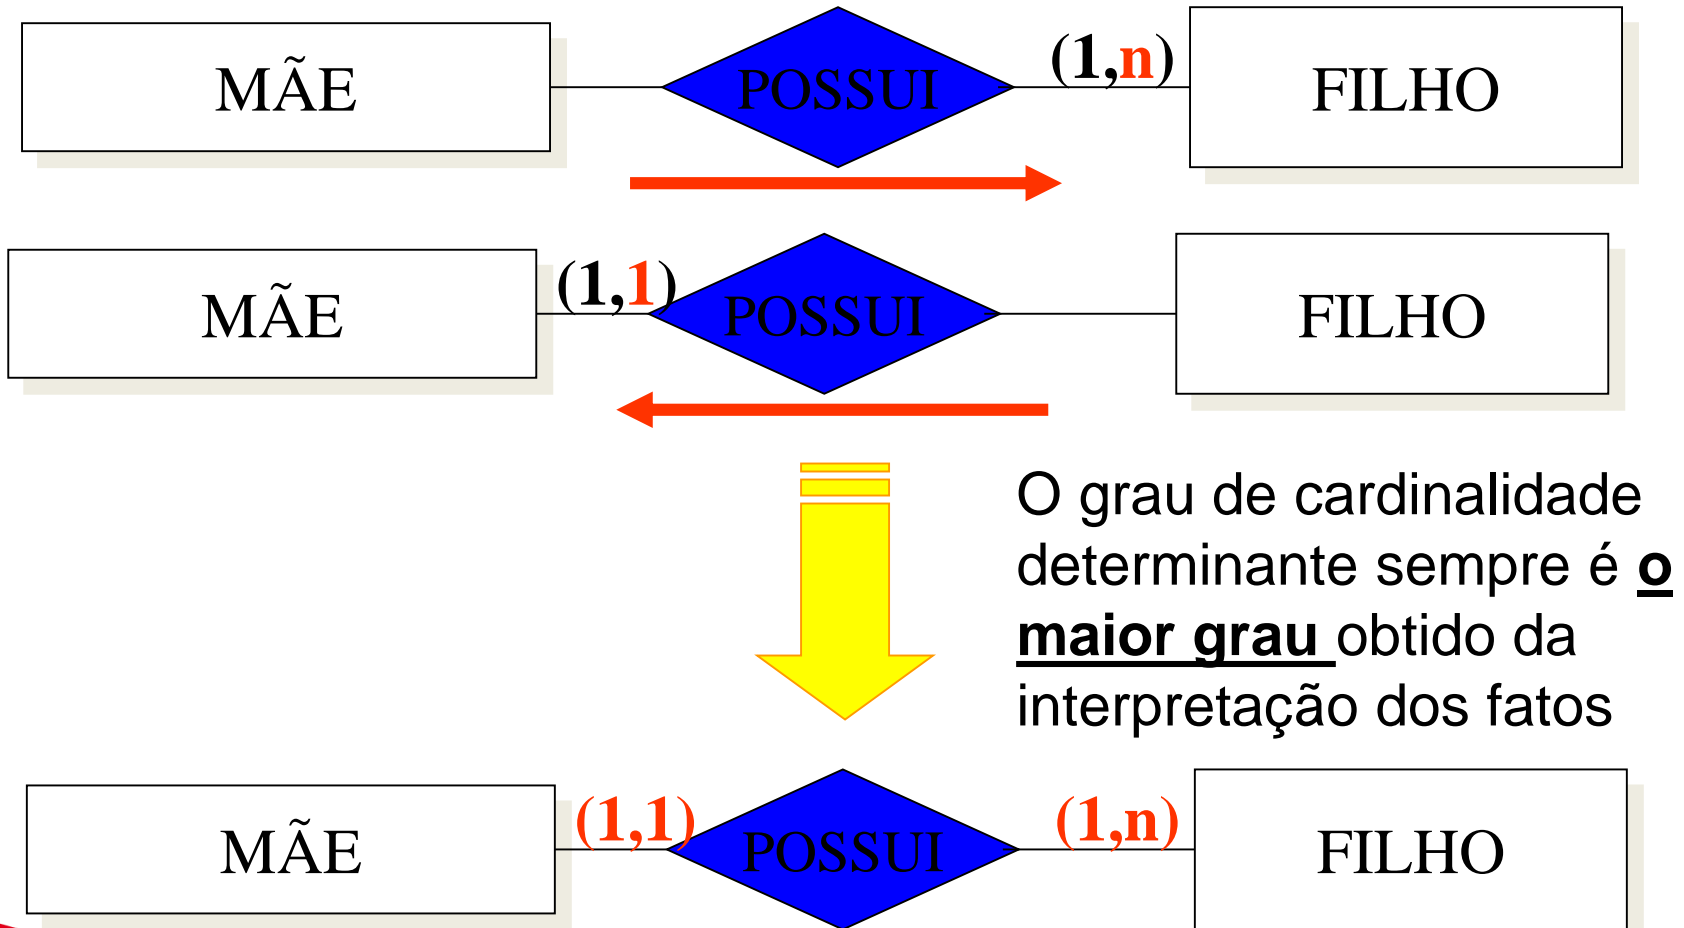 MÃE POSSUI (1,n) FILHO
MÃE (1,1) POSSUI FILHO
O grau de cardinalidade
determinante sempre é o
maior grau obtido da
interpretação dos fatos
MÃE (1,1) POSSUI (1,n) FILHO